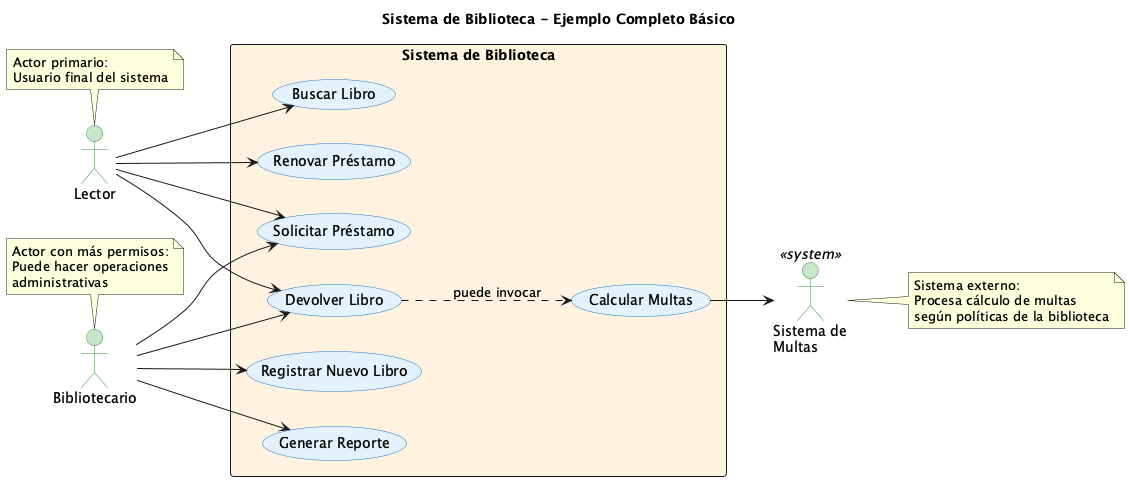 Sistema de Biblioteca - Ejemplo Completo Básico
Actor primario:
Usuario final del sistema
Lector
Actor con más permisos:
Puede hacer operaciones
administrativas
Bibliotecario
Sistema de Biblioteca
Buscar Libro
Renovar Préstamo
Solicitar Préstamo
Devolver Libro
puede invocar
Calcular Multas
Registrar Nuevo Libro
Generar Reporte
«system»
Sistema de
Multas
Sistema externo:
Procesa cálculo de multas
según políticas de la biblioteca